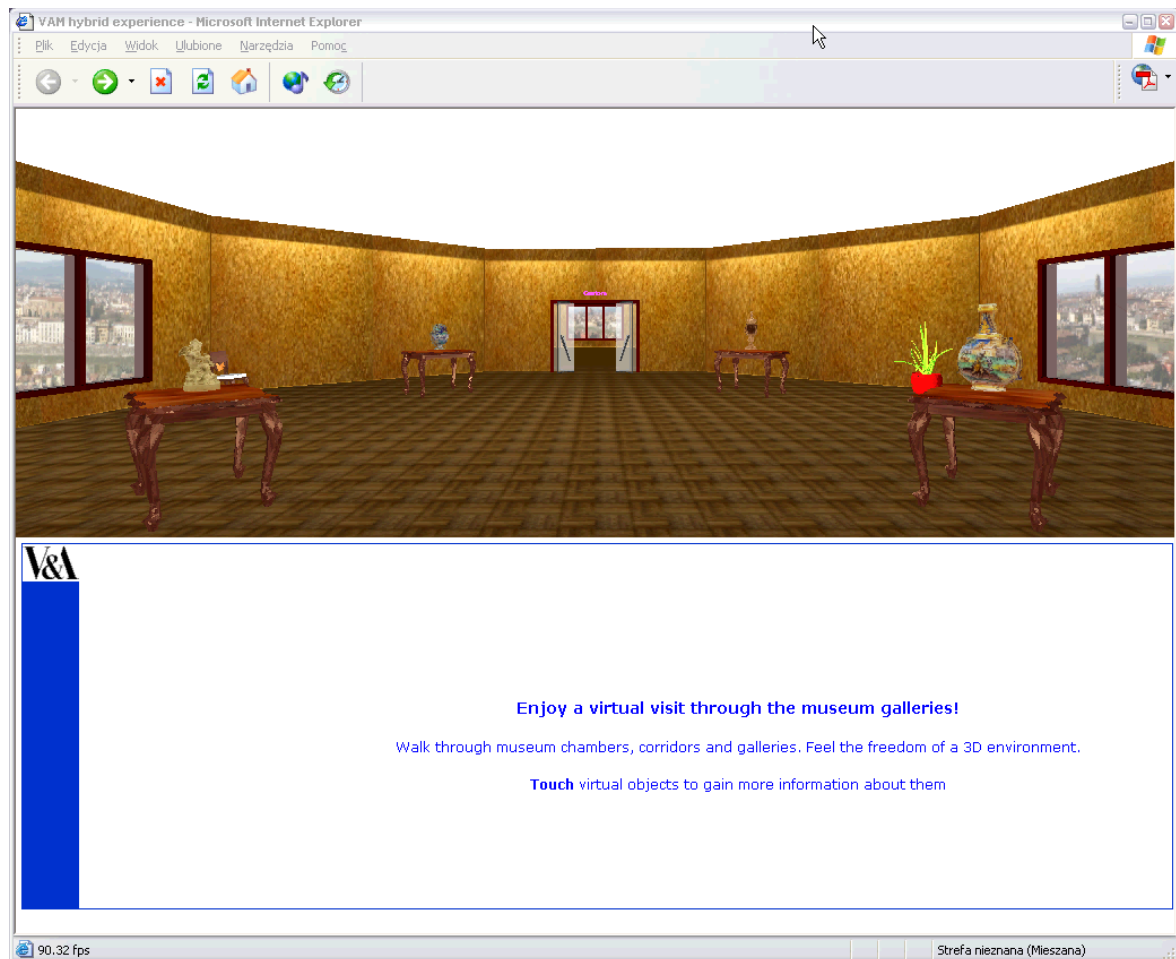 VAM hybrid experience - Microsoft Internet Explorer
Plik Edycja Widok Ulubione Narzędzia Pomoc
V&A
Enjoy a virtual visit through the museum galleries!
Walk through museum chambers, corridors and galleries. Feel the freedom of a 3D environment.
Touch virtual objects to gain more information about them
90.32 fps
Strefa nieznana (Mieszana)